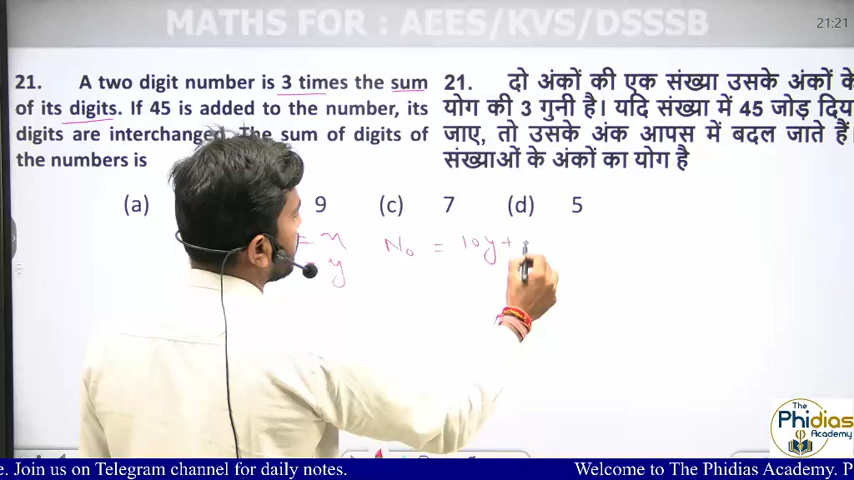 MATHS FOR : AEES/KVS/DSSSB
21:21
21. A two digit number is 3 times the sum
of its digits. If 45 is added to the number, its
digits are interchanged. The sum of digits of
the numbers is
21. दो अंकों की एक संख्या उसके अंकों के
योग की 3 गुनी है। यदि संख्या में 45 जोड़ दिय
जाए, तो उसके अंक आपस में बदल जाते हैं
संख्याओं के अंकों का योग है
(a) 9 (c) 7 (d) 5
= x No = 10y +
y
The
Phidias
Academy
e. Join us on Telegram channel for daily notes. Welcome to The Phidias Academy. P